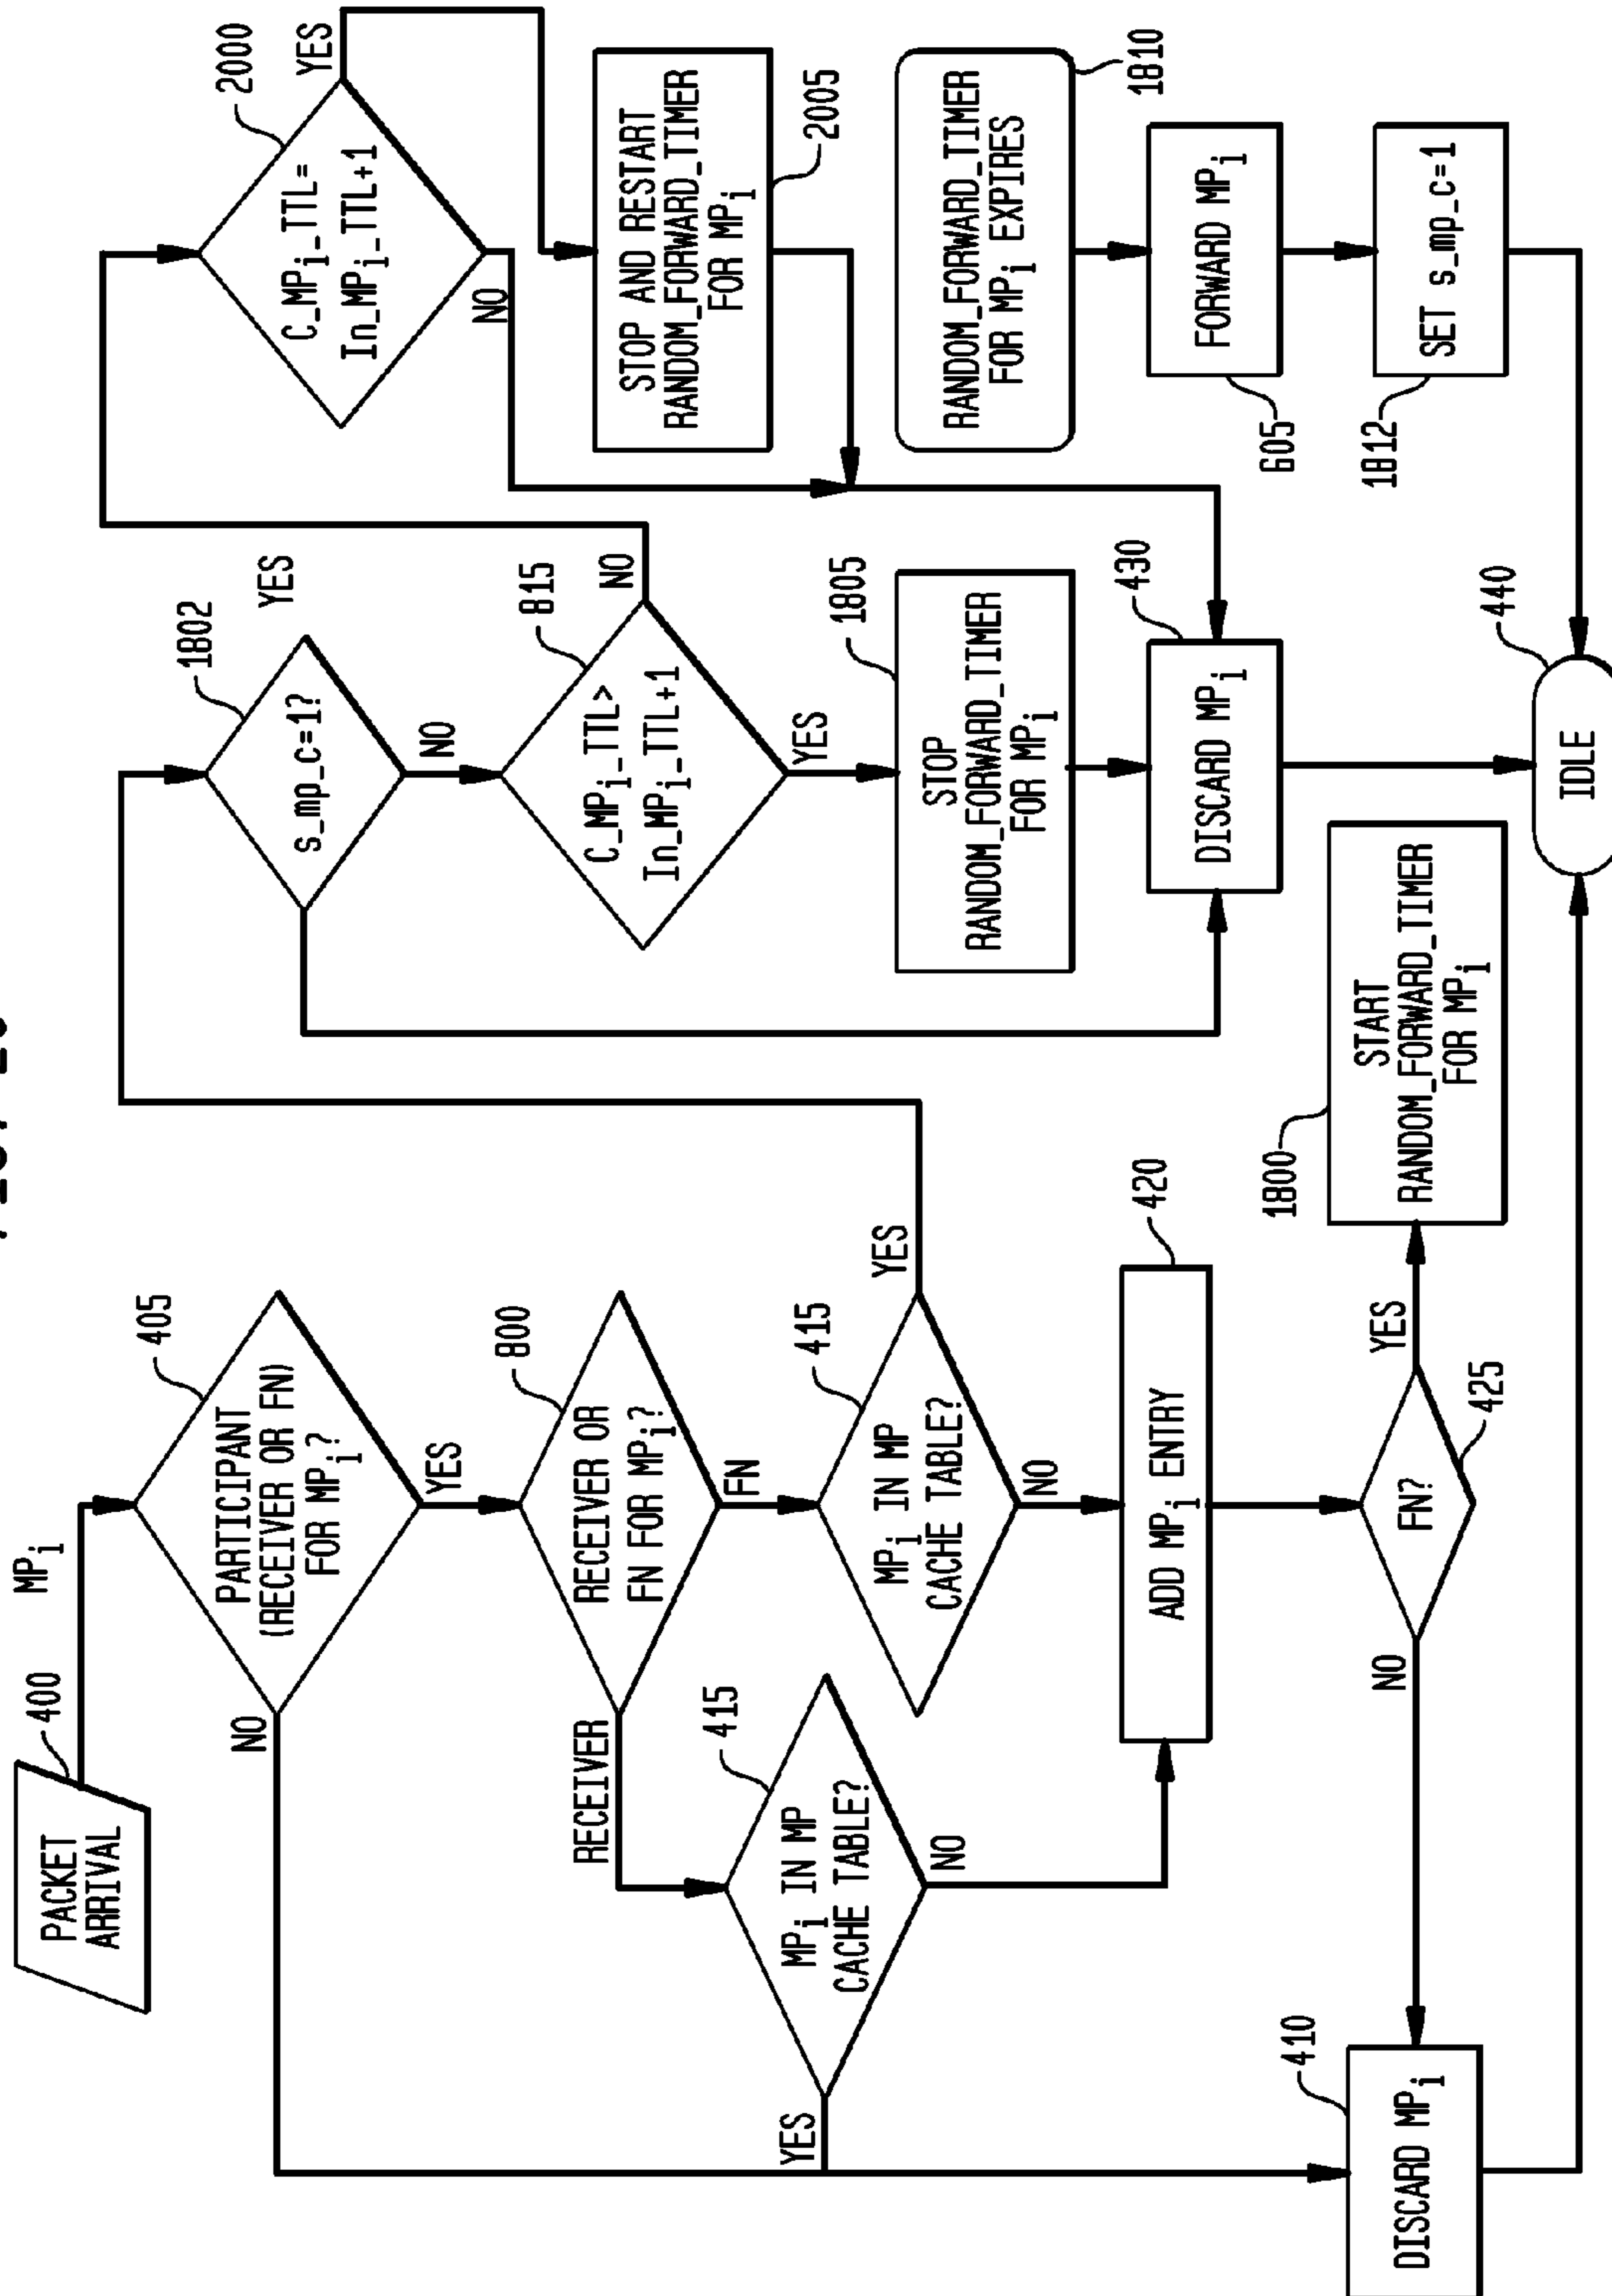 PACKET
ARRIVAL
400
MPi
PARTICIPANT
(RECEIVER OR FN)
FOR MPi?
405
NO
YES
RECEIVER OR
FN FOR MPi?
800
RECEIVER
FN
MPi IN MP
CACHE TABLE?
415
YES
NO
MPi IN MP
CACHE TABLE?
415
YES
NO
ADD MPi ENTRY
420
FN?
425
NO
YES
DISCARD MPi
410
START
RANDOM_FORWARD_TIMER
FOR MPi
1800
s_mp_c=1?
1802
YES
NO
C_MPi_TTL>
In_MPi_TTL+1
815
NO
YES
STOP
RANDOM_FORWARD_TIMER
FOR MPi
1805
DISCARD MPi
430
IDLE
440
C_MPi_TTL=
In_MPi_TTL+1
2000
YES
NO
STOP AND RESTART
RANDOM_FORWARD_TIMER
FOR MPi
2005
RANDOM_FORWARD_TIMER
FOR MPi EXPIRES
1810
FORWARD MPi
605
SET s_mp_c=1
1812